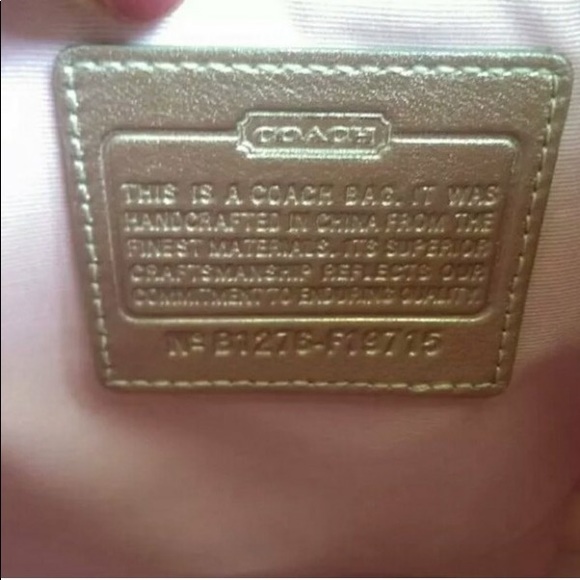 COACH
THIS IS A COACH BAG. IT WAS
HANDCRAFTED IN CHINA FROM THE
FINEST MATERIALS. ITS SUPERIOR
CRAFTSMANSHIP REFLECTS OUR
COMMITMENT TO ENDURING QUALITY.
Nº B1276-F19715